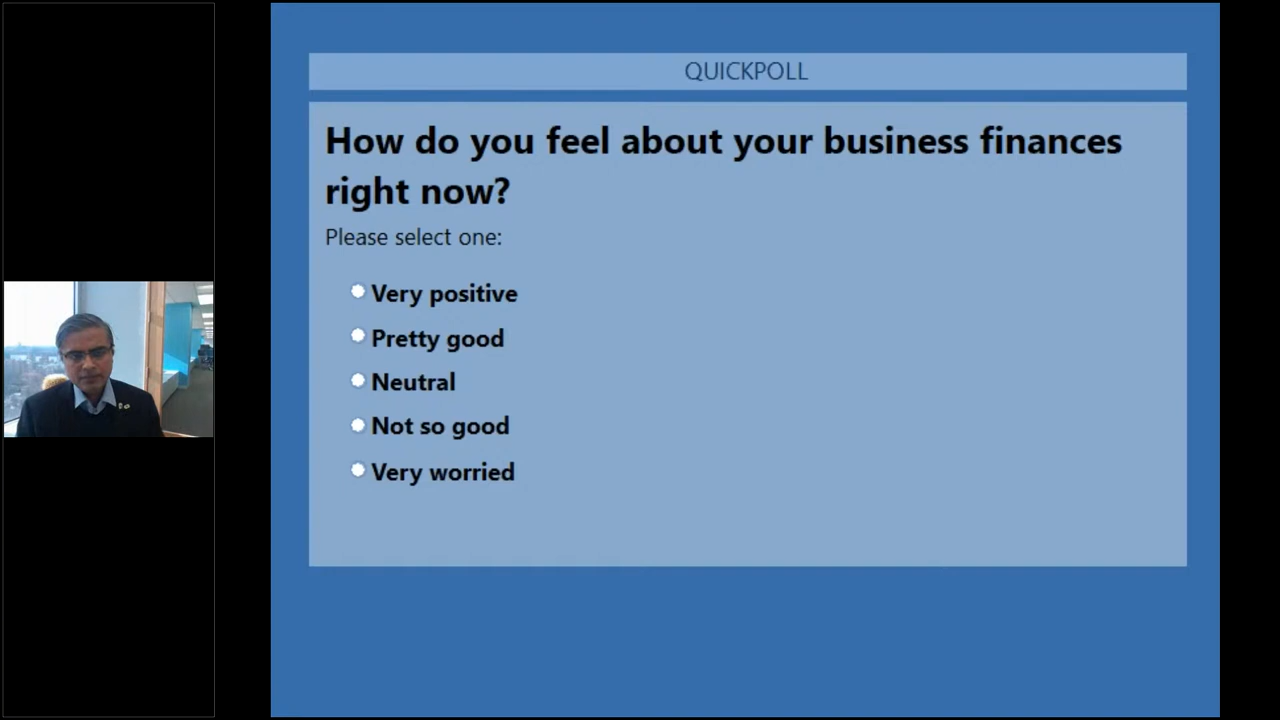 QUICKPOLL
How do you feel about your business finances
right now?
Please select one:
Very positive
Pretty good
Neutral
Not so good
Very worried